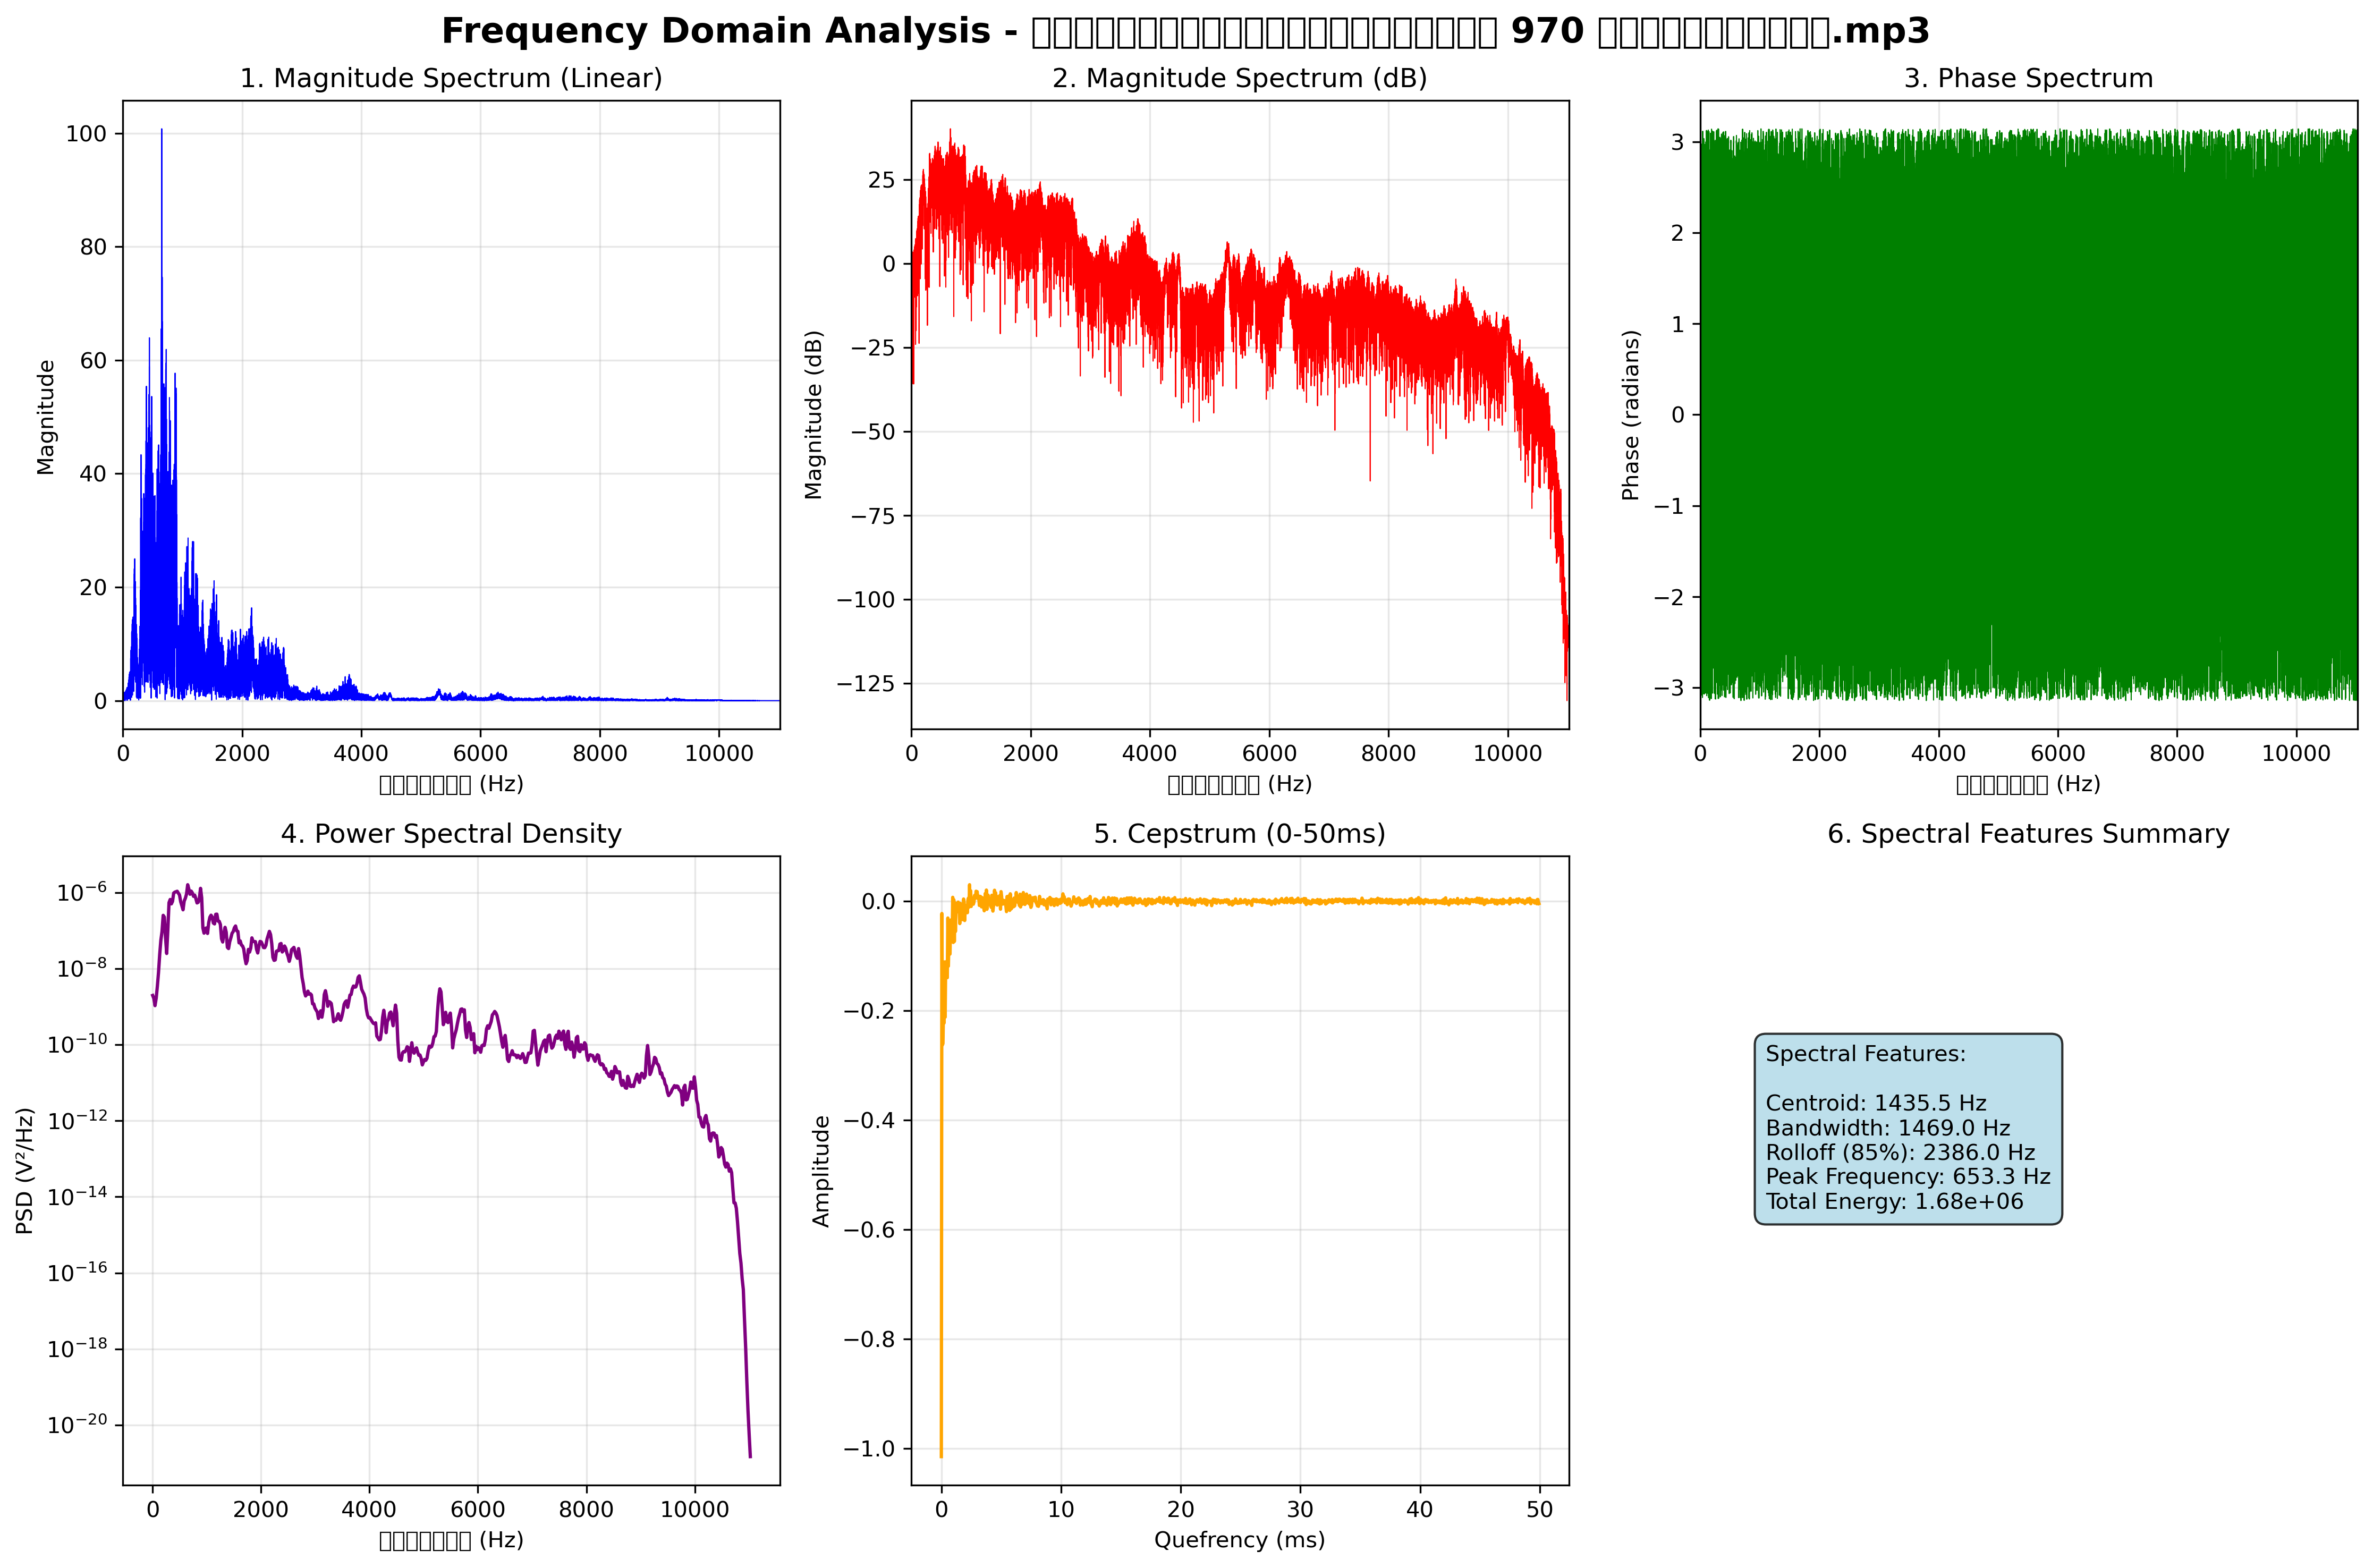 Frequency Domain Analysis - 970 .mp3
1. Magnitude Spectrum (Linear)
2. Magnitude Spectrum (dB)
3. Phase Spectrum
Magnitude
100
80
60
40
20
0
0 2000 4000 6000 8000 10000
(Hz)
Magnitude (dB)
25
0
−25
−50
−75
−100
−125
0 2000 4000 6000 8000 10000
(Hz)
Phase (radians)
3
2
1
0
−1
−2
−3
0 2000 4000 6000 8000 10000
(Hz)
4. Power Spectral Density
5. Cepstrum (0-50ms)
6. Spectral Features Summary
PSD (V²/Hz)
10⁻⁶
10⁻⁸
10⁻¹⁰
10⁻¹²
10⁻¹⁴
10⁻¹⁶
10⁻¹⁸
10⁻²⁰
0 2000 4000 6000 8000 10000
(Hz)
Amplitude
0.0
−0.2
−0.4
−0.6
−0.8
−1.0
0 10 20 30 40 50
Quefrency (ms)
Spectral Features:
Centroid: 1435.5 Hz
Bandwidth: 1469.0 Hz
Rolloff (85%): 2386.0 Hz
Peak Frequency: 653.3 Hz
Total Energy: 1.68e+06